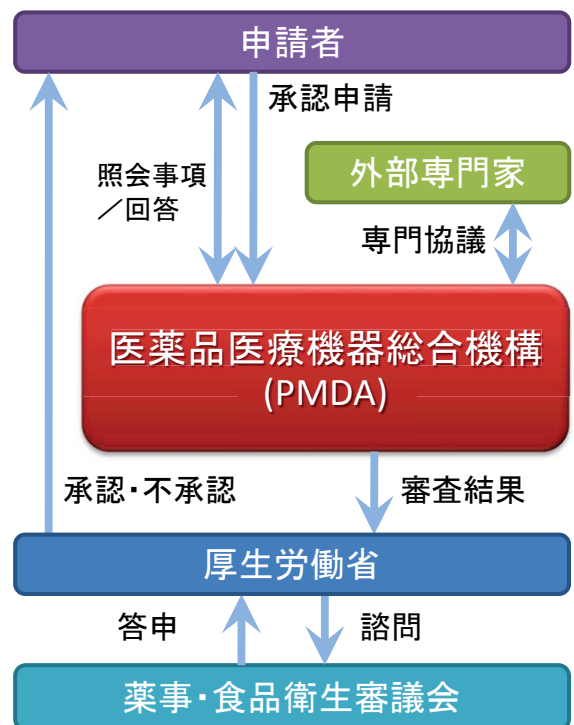 申請者
承認申請
照会事項
／回答
外部専門家
専門協議
医薬品医療機器総合機構
(PMDA)
承認・不承認
審査結果
厚生労働省
答申
諮問
薬事・食品衛生審議会